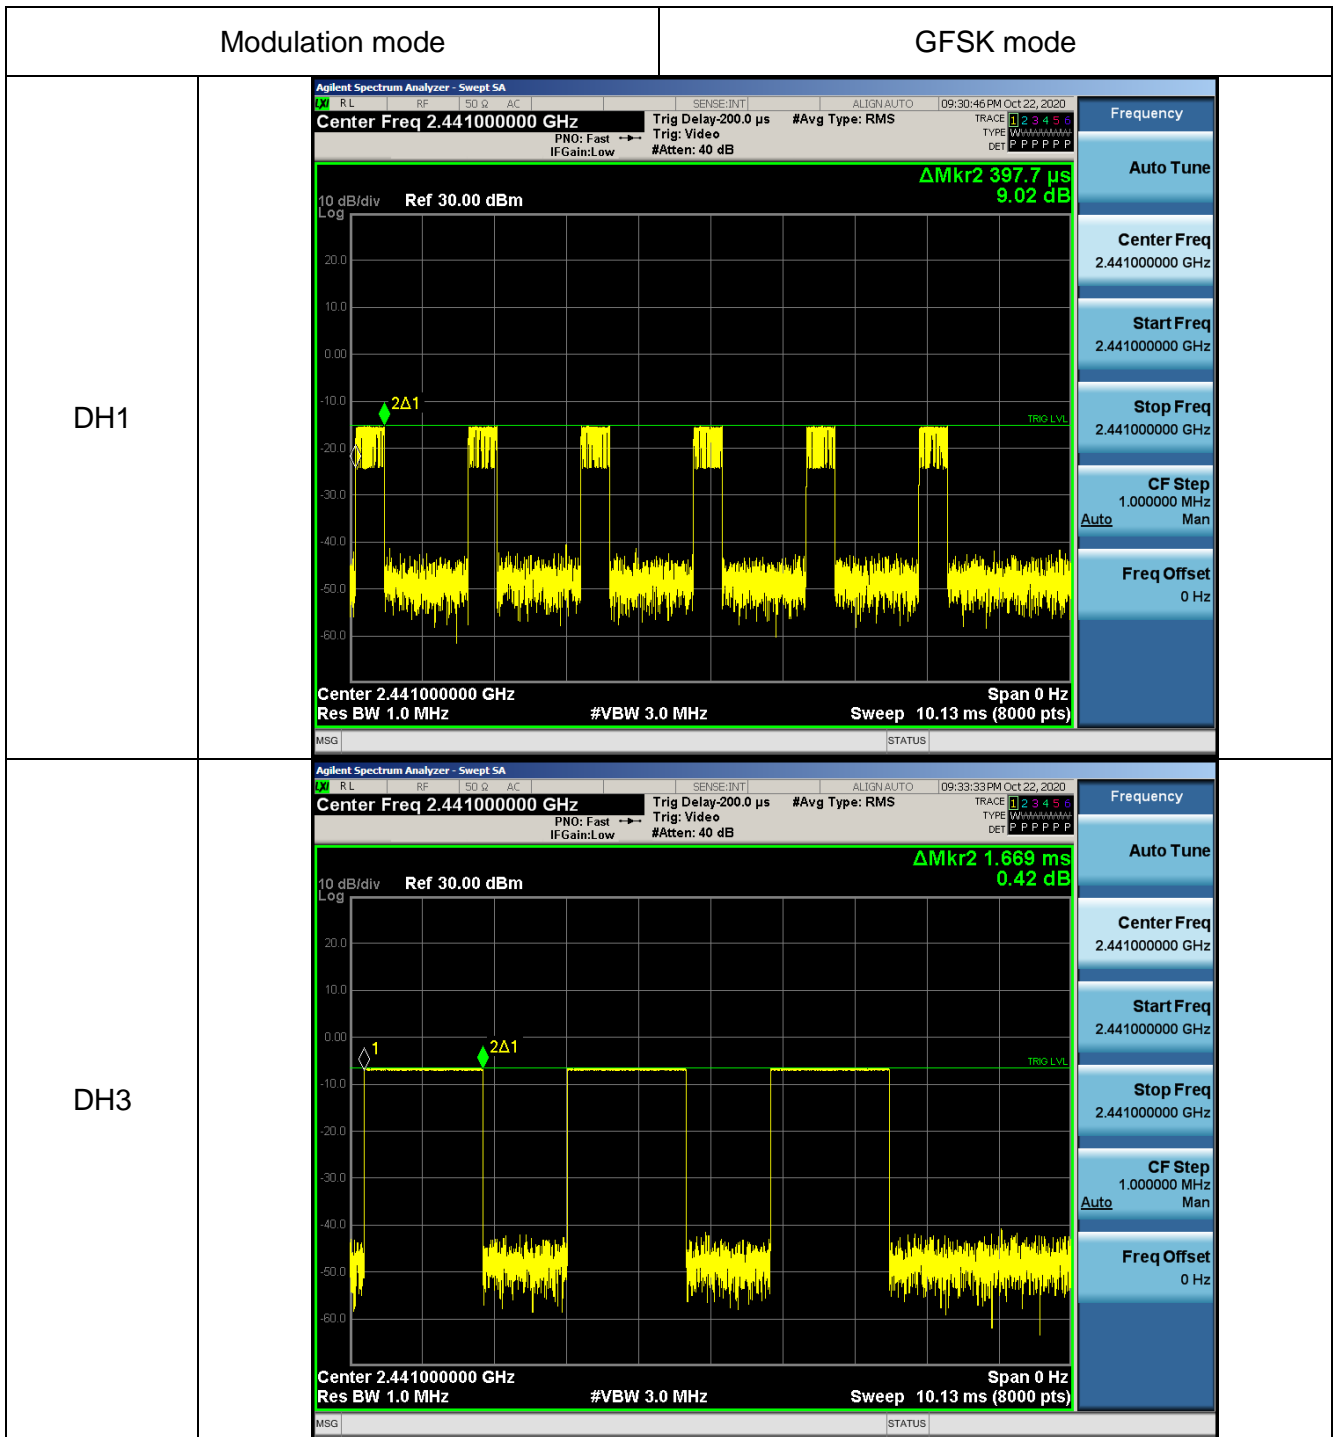 Modulation mode GFSK mode
DH1
Agilent Spectrum Analyzer - Swept SA
LXI RL RF 50 Ω AC SENSE:INT ALIGN AUTO 09:30:46 PM Oct 22, 2020
Center Freq 2.441000000 GHz Trig Delay-200.0 µs #Avg Type: RMS TRACE 1 2 3 4 5 6
PNO: Fast Trig: Video TYPE WWWWWW
IFGain:Low #Atten: 40 dB DET P P P P P P
ΔMkr2 397.7 µs
9.02 dB
10 dB/div Ref 30.00 dBm
Log
20.0
10.0
0.00
-10.0
2Δ1
TRIG LVL
-20.0
-30.0
-40.0
-50.0
-60.0
Center 2.441000000 GHz Span 0 Hz
Res BW 1.0 MHz #VBW 3.0 MHz Sweep 10.13 ms (8000 pts)
MSG STATUS
Frequency
Auto Tune
Center Freq
2.441000000 GHz
Start Freq
2.441000000 GHz
Stop Freq
2.441000000 GHz
CF Step
1.000000 MHz
Auto Man
Freq Offset
0 Hz
DH3
Agilent Spectrum Analyzer - Swept SA
LXI RL RF 50 Ω AC SENSE:INT ALIGN AUTO 09:33:33 PM Oct 22, 2020
Center Freq 2.441000000 GHz Trig Delay-200.0 µs #Avg Type: RMS TRACE 1 2 3 4 5 6
PNO: Fast Trig: Video TYPE WWWWWW
IFGain:Low #Atten: 40 dB DET P P P P P P
ΔMkr2 1.669 ms
0.42 dB
10 dB/div Ref 30.00 dBm
Log
20.0
10.0
0.00
1 2Δ1
TRIG LVL
-10.0
-20.0
-30.0
-40.0
-50.0
-60.0
Center 2.441000000 GHz Span 0 Hz
Res BW 1.0 MHz #VBW 3.0 MHz Sweep 10.13 ms (8000 pts)
MSG STATUS
Frequency
Auto Tune
Center Freq
2.441000000 GHz
Start Freq
2.441000000 GHz
Stop Freq
2.441000000 GHz
CF Step
1.000000 MHz
Auto Man
Freq Offset
0 Hz